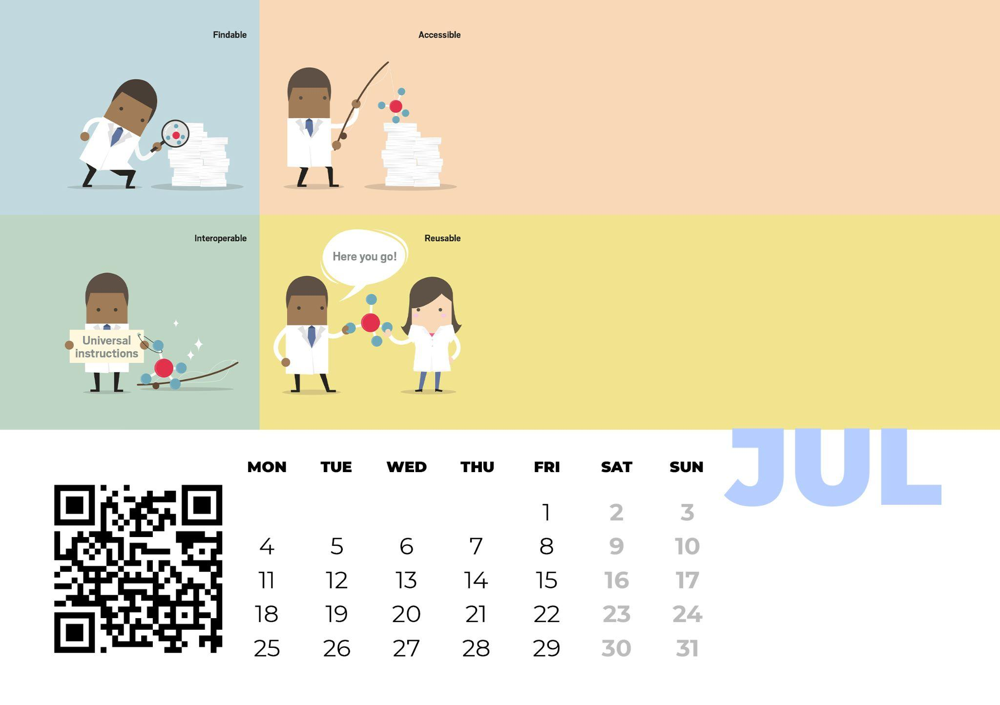 Findable
Accessible
Interoperable
Universal
instructions
Reusable
Here you go!
JUL
MON TUE WED THU FRI SAT SUN
1 2 3
4 5 6 7 8 9 10
11 12 13 14 15 16 17
18 19 20 21 22 23 24
25 26 27 28 29 30 31